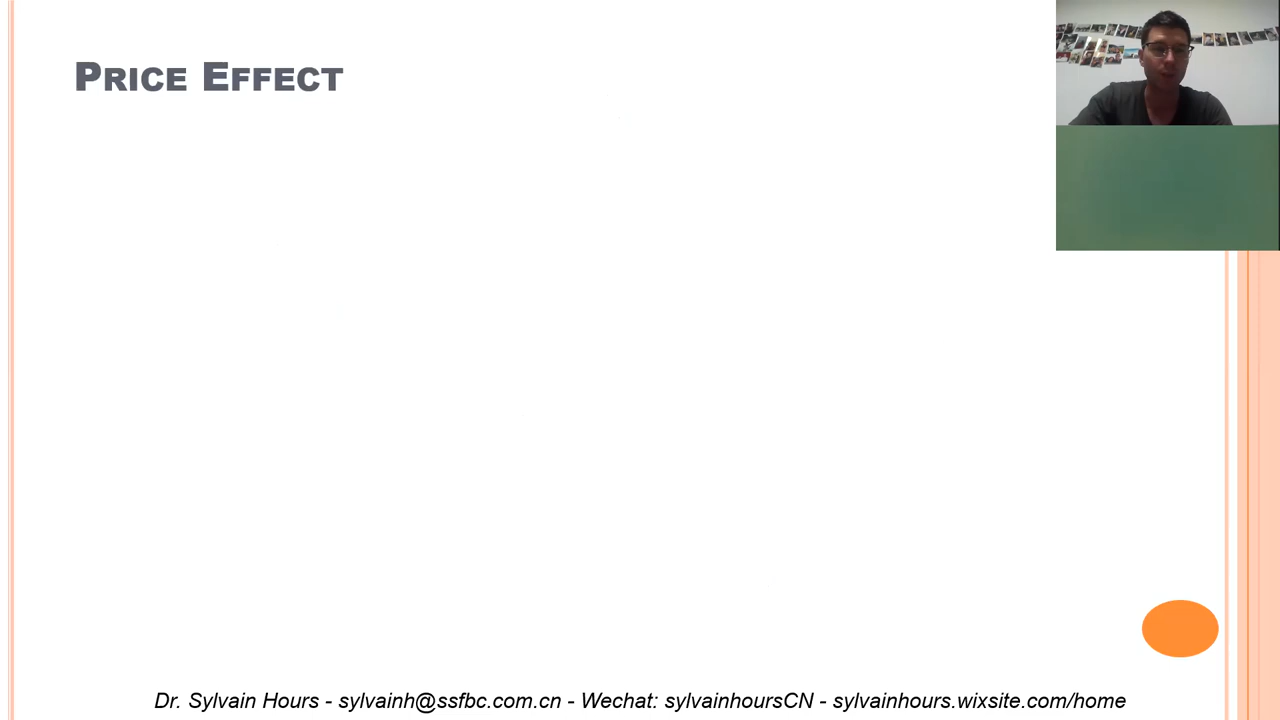 PRICE EFFECT
Dr. Sylvain Hours - sylvainh@ssfbc.com.cn - Wechat: sylvainhoursCN - sylvainhours.wixsite.com/home